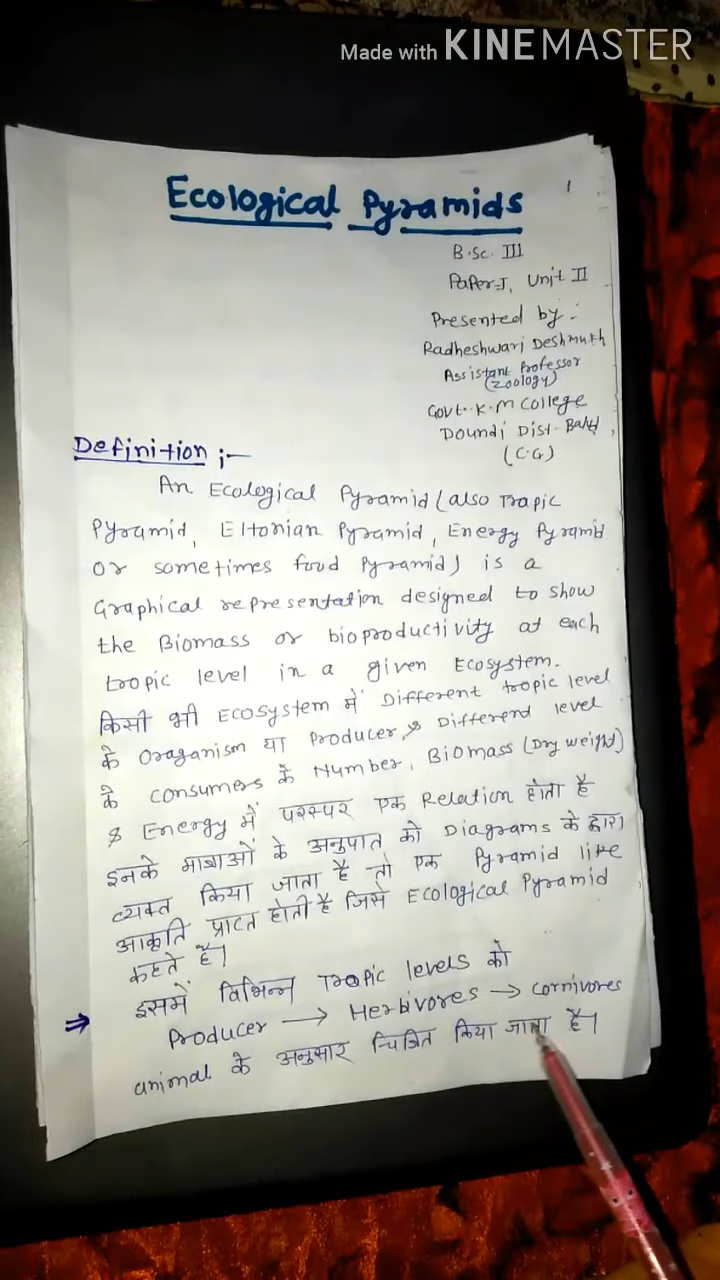 Made with KINEMASTER
Ecological Pyramids
1
B.Sc. III
Paper-I, Unit II
Presented by :
Radheshwari Deshmukh
Assistant Professor
(Zoology)
Govt. K.M College
Doundi Dist-
(C.G)
Definition :-
An Ecological Pyramid (also Tropic
Pyramid, Eltonian Pyramid, Energy Pyramid
or sometimes food Pyramid) is a
Graphical representation designed to show
the Biomass or bioproductivity at each
tropic level in a given Ecosystem.
किसी भी Ecosystem में Different tropic level
के Oraganism या Producer, & Differend level
के consumers के Number, Biomass (Dry weight)
& Energy में परस्पर एक Relation होता है
इनके मात्राओं के अनुपात को Diagrams के द्वारा
व्यक्त किया जाता है तो एक Pyramid like
आकृति प्राप्त होती है जिसे Ecological Pyramid
कहते है।
⇒ इसमें विभिन्न Tropic levels को
Producer → Herbivores → cornivores
animal के अनुसार चित्रित किया जाता है।